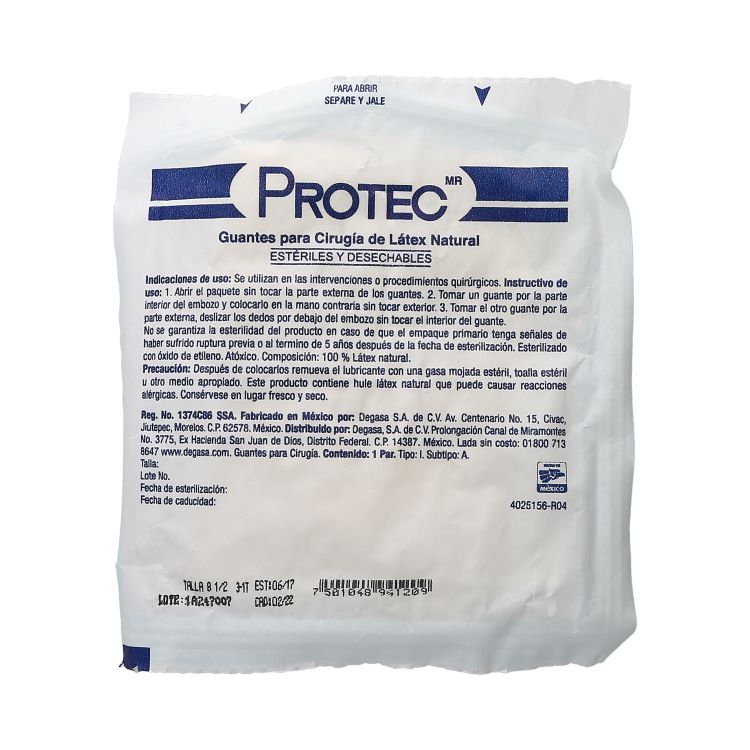 PARA ABRIR
SEPARE Y JALE
PROTEC MR
Guantes para Cirugía de Látex Natural
ESTÉRILES Y DESECHABLES
Indicaciones de uso: Se utilizan en las intervenciones o procedimientos quirúrgicos. Instructivo de
uso: 1. Abrir el paquete sin tocar la parte externa de los guantes. 2. Tomar un guante por la parte
interior del embozo y colocarlo en la mano contraria sin tocar exterior. 3. Tomar el otro guante por la
parte externa, deslizar los dedos por debajo del embozo sin tocar el interior del guante.
No se garantiza la esterilidad del producto en caso de que el empaque primario tenga señales de
haber sufrido ruptura previa o al termino de 5 años después de la fecha de esterilización. Esterilizado
con óxido de etileno. Atóxico. Composición: 100 % Látex natural.
Precaución: Después de colocarlos remueva el lubricante con una gasa mojada estéril, toalla estéril
u otro medio apropiado. Este producto contiene hule látex natural que puede causar reacciones
alérgicas. Consérvese en lugar fresco y seco.
Reg. No. 1374C86 SSA. Fabricado en México por: Degasa S.A. de C.V. Av. Centenario No. 15, Civac,
Jiutepec, Morelos. C.P. 62578. México. Distribuido por: Degasa, S.A. de C.V. Prolongación Canal de Miramontes
No. 3775, Ex Hacienda San Juan de Dios, Distrito Federal. C.P. 14387. México. Lada sin costo: 01800 713
8647 www.degasa.com. Guantes para Cirugía. Contenido: 1 Par. Tipo: I. Subtipo: A.
Talla:
Lote No.
Fecha de esterilización:
Fecha de caducidad:
MÉXICO
4025156-R04
TALLA 8 1/2 3-1T EST:06/17
LOTE: 1A247007 CAD:02/22
7 501048 941209